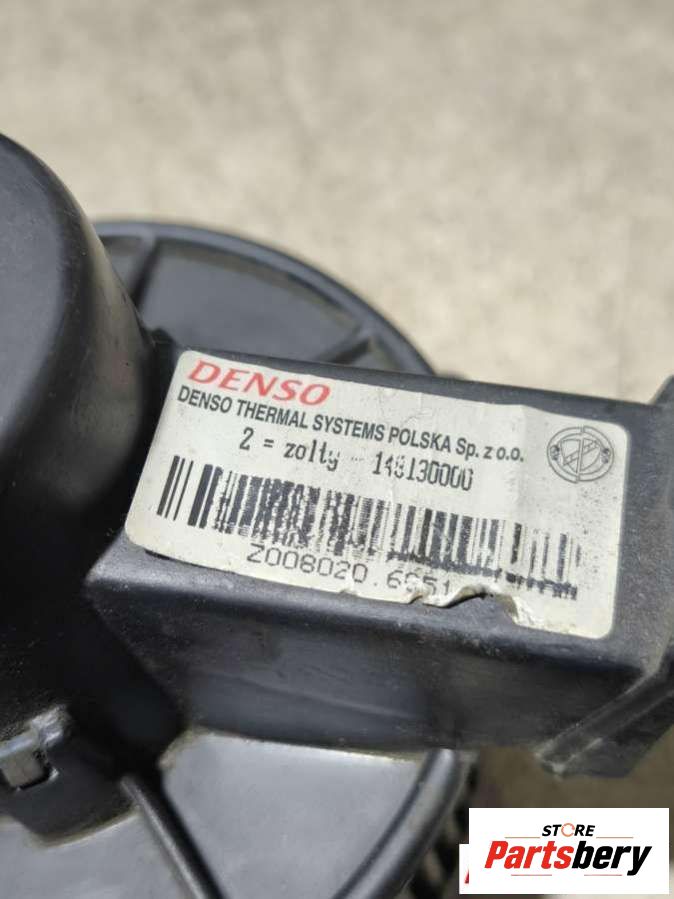 DENSO
DENSO THERMAL SYSTEMS POLSKA Sp. z o.o.
2 = zolty - 148130000
STORE
Partsbery